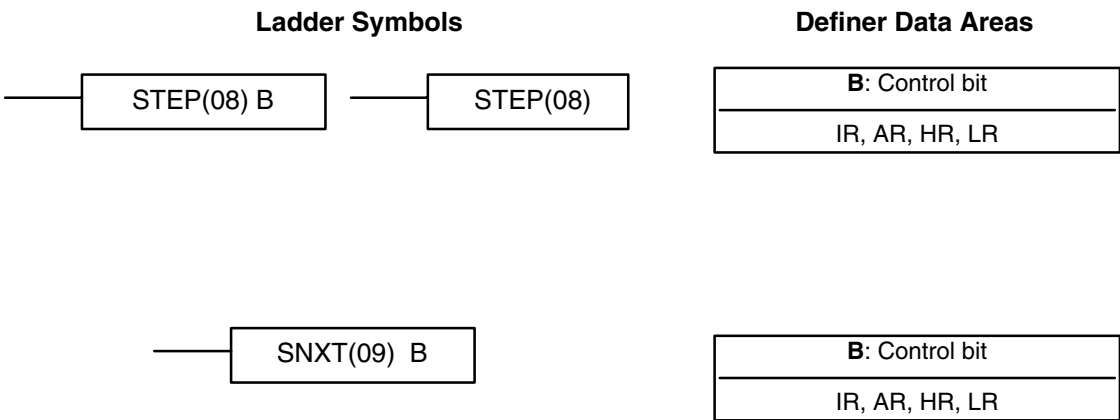 Ladder Symbols
Definer Data Areas
STEP(08) B
STEP(08)
B: Control bit
IR, AR, HR, LR
SNXT(09) B
B: Control bit
IR, AR, HR, LR